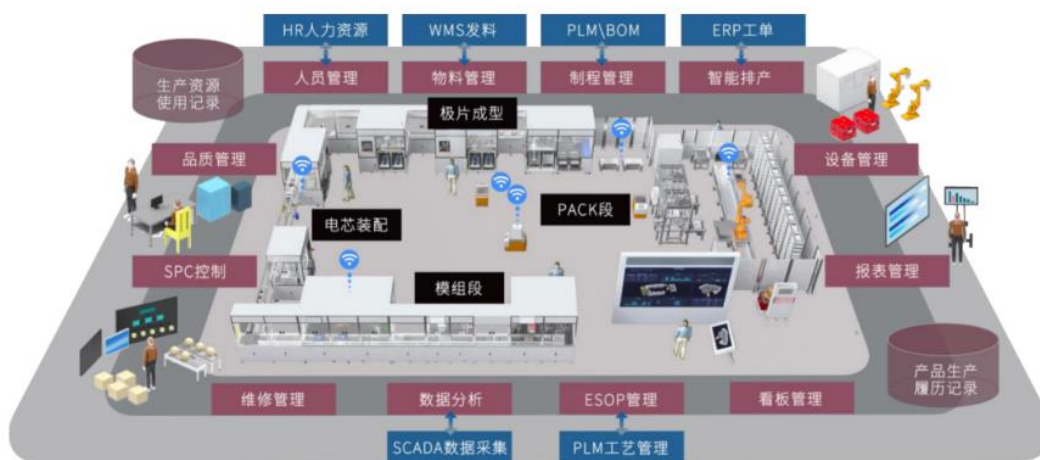 HR人力资源
WMS发料
PLM\BOM
ERP工单
人员管理
物料管理
制程管理
智能排产
生产资源
使用记录
极片成型
品质管理
设备管理
电芯装配
PACK段
SPC控制
模组段
报表管理
产品生产
履历记录
维修管理
数据分析
ESOP管理
看板管理
SCADA数据采集
PLM工艺管理